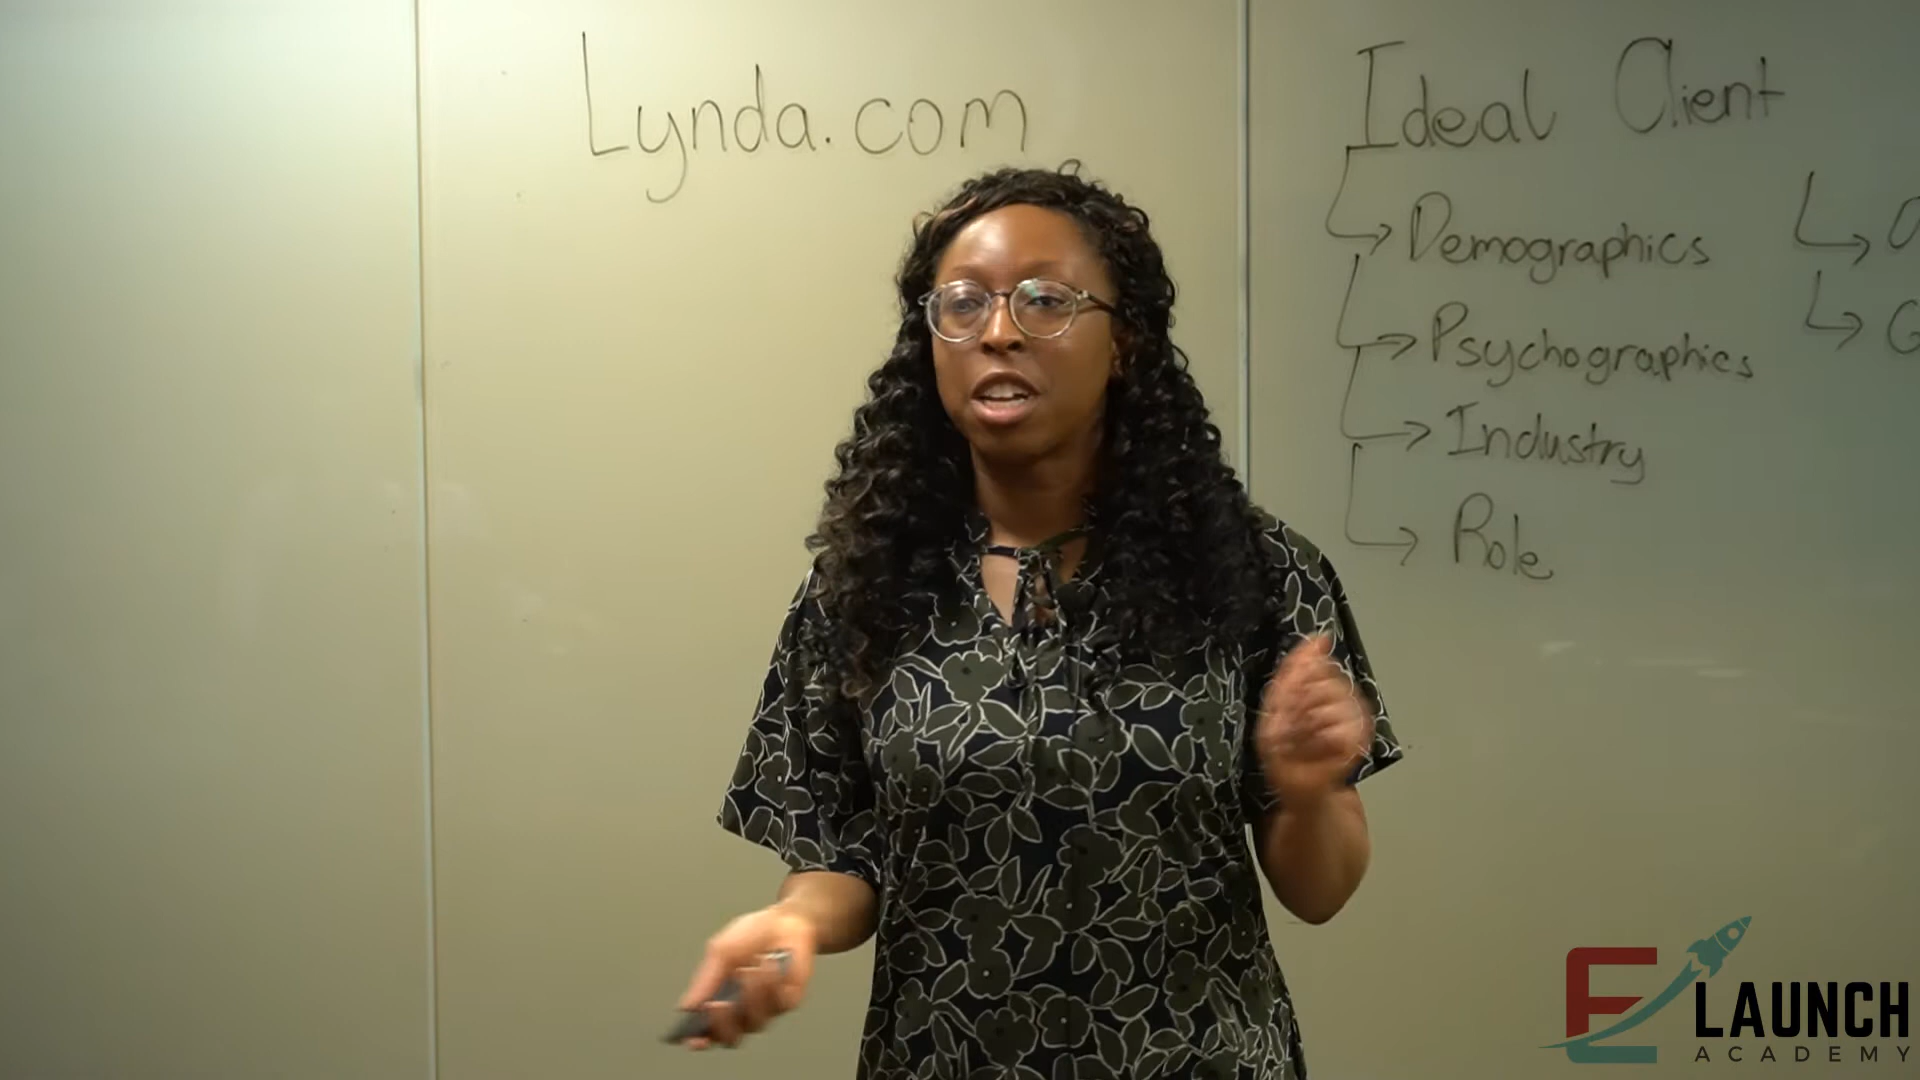 Lynda.com
Ideal Client
Demographics
Psychographics
Industry
Role
E LAUNCH
ACADEMY